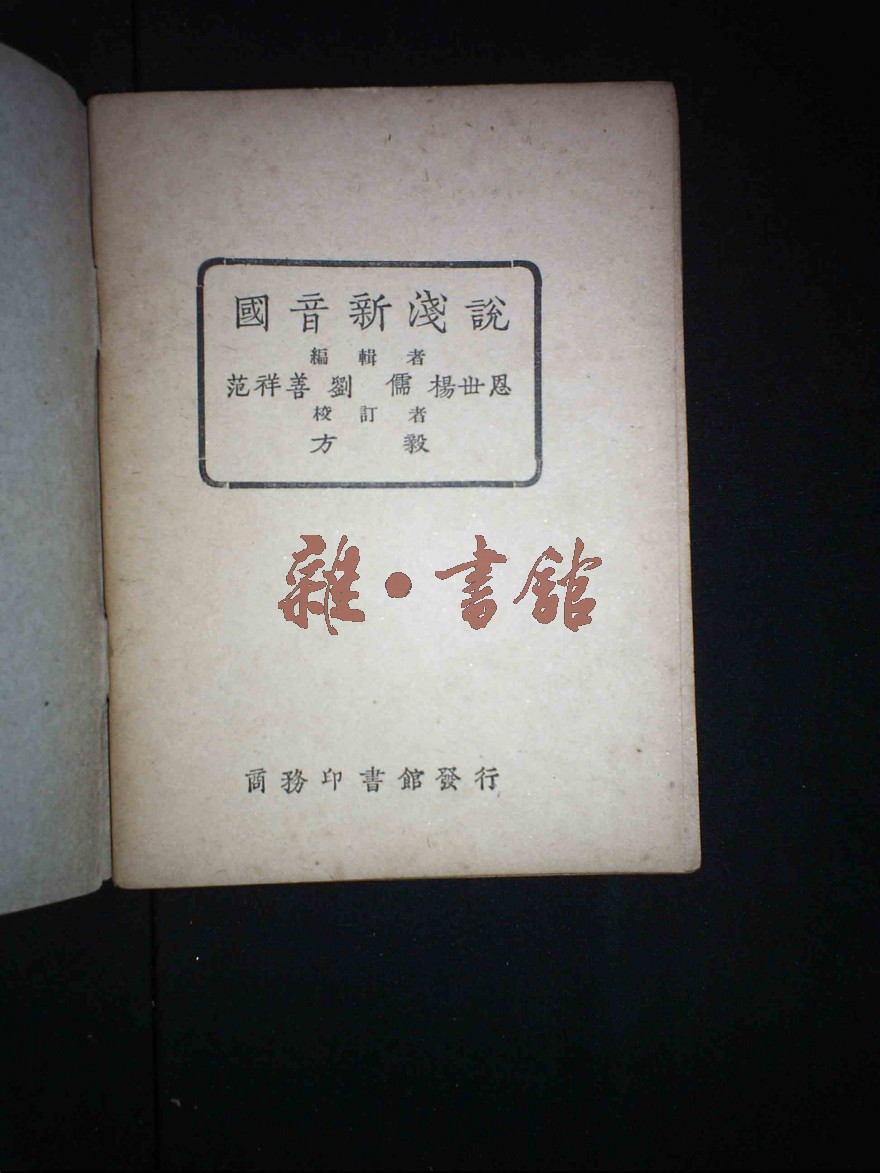 國音新淺說
編輯者
范祥善 劉儒 楊世恩
校訂者
方毅
雜·書館
商務印書館發行